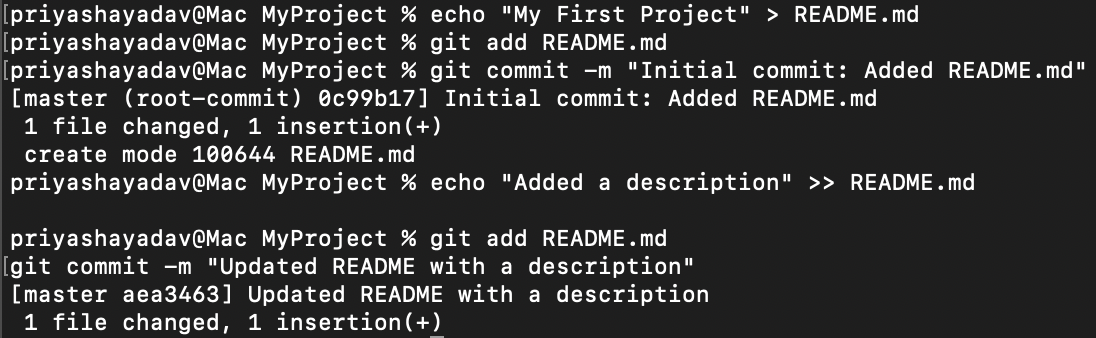 [priyashayadav@Mac MyProject % echo "My First Project" > README.md
[priyashayadav@Mac MyProject % git add README.md
[priyashayadav@Mac MyProject % git commit -m "Initial commit: Added README.md"
[master (root-commit) 0c99b17] Initial commit: Added README.md
1 file changed, 1 insertion(+)
create mode 100644 README.md
priyashayadav@Mac MyProject % echo "Added a description" >> README.md
priyashayadav@Mac MyProject % git add README.md
[git commit -m "Updated README with a description"
[master aea3463] Updated README with a description
1 file changed, 1 insertion(+)